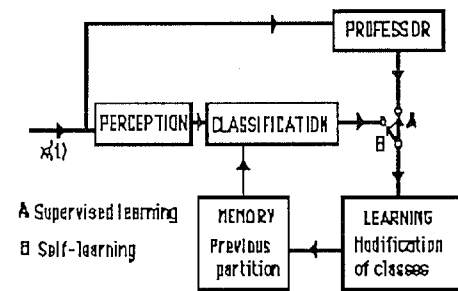 PROFESSOR
PERCEPTION
CLASSIFICATION
A
B
x(t)
A Supervised learning
B Self-learning
MEMORY
Previous
partition
LEARNING
Modification
of classes